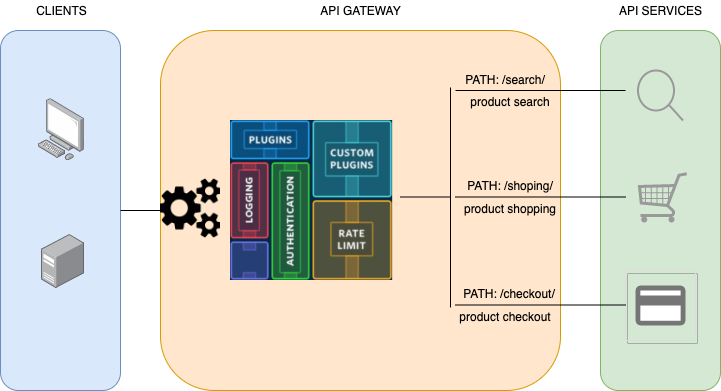 CLIENTS
API GATEWAY
API SERVICES
PLUGINS
CUSTOM
PLUGINS
LOGGING
AUTHENTICATION
RATE
LIMIT
PATH: /search/
product search
PATH: /shoping/
product shopping
PATH: /checkout/
product checkout